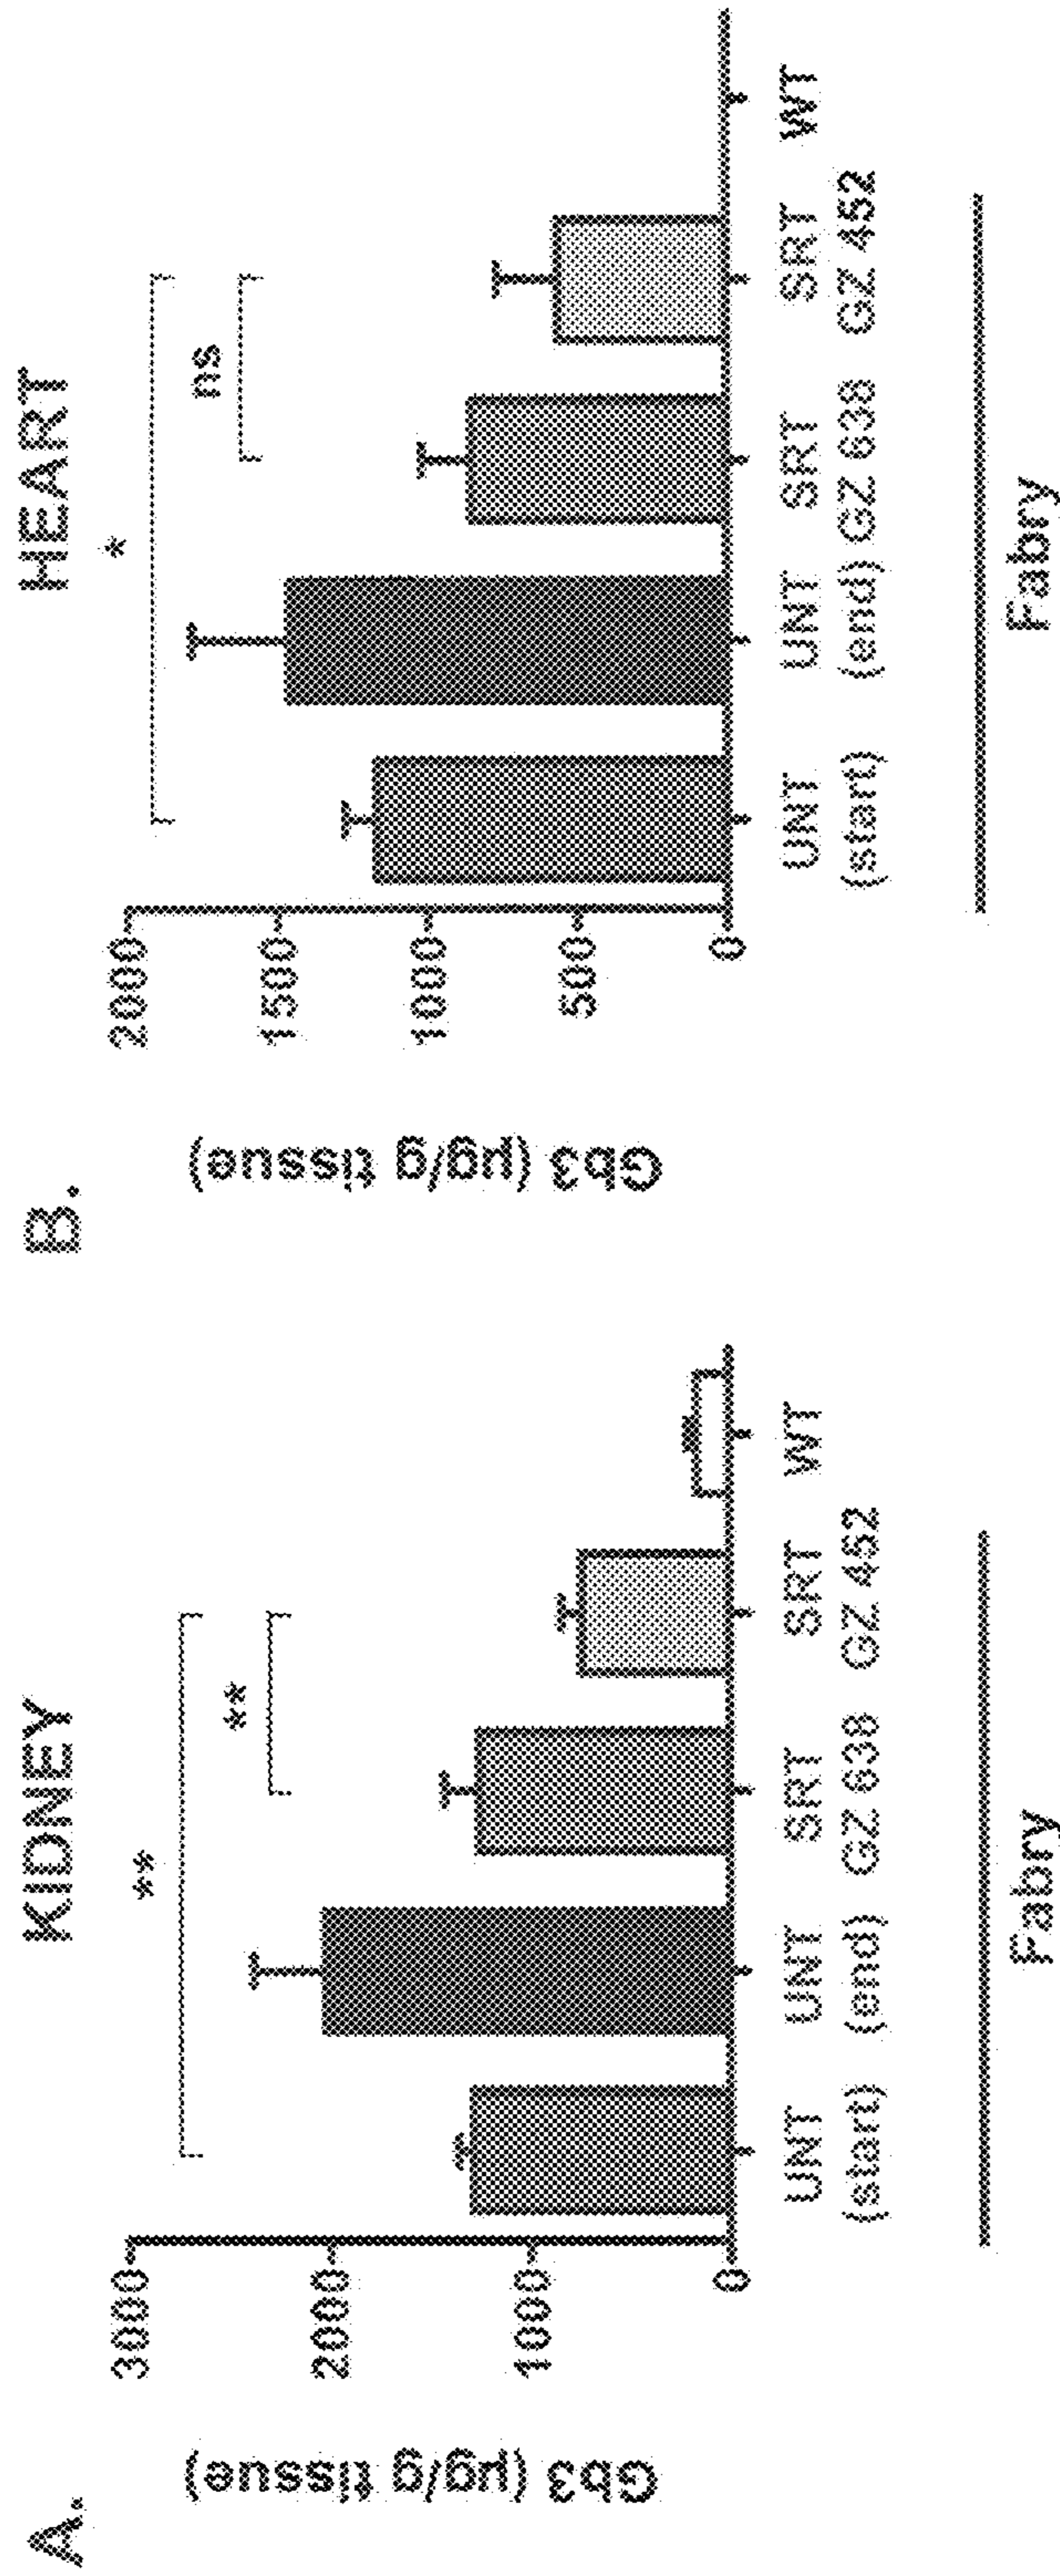 A.
KIDNEY
**
**
Gb3 (µg/g tissue)
3000
2000
1000
0
UNT UNT SRT SRT WT
(start) (end) GZ 638 GZ 452
Fabry
B.
HEART
*
ns
Gb3 (µg/g tissue)
2000
1500
1000
500
0
UNT UNT SRT SRT WT
(start) (end) GZ 638 GZ 452
Fabry